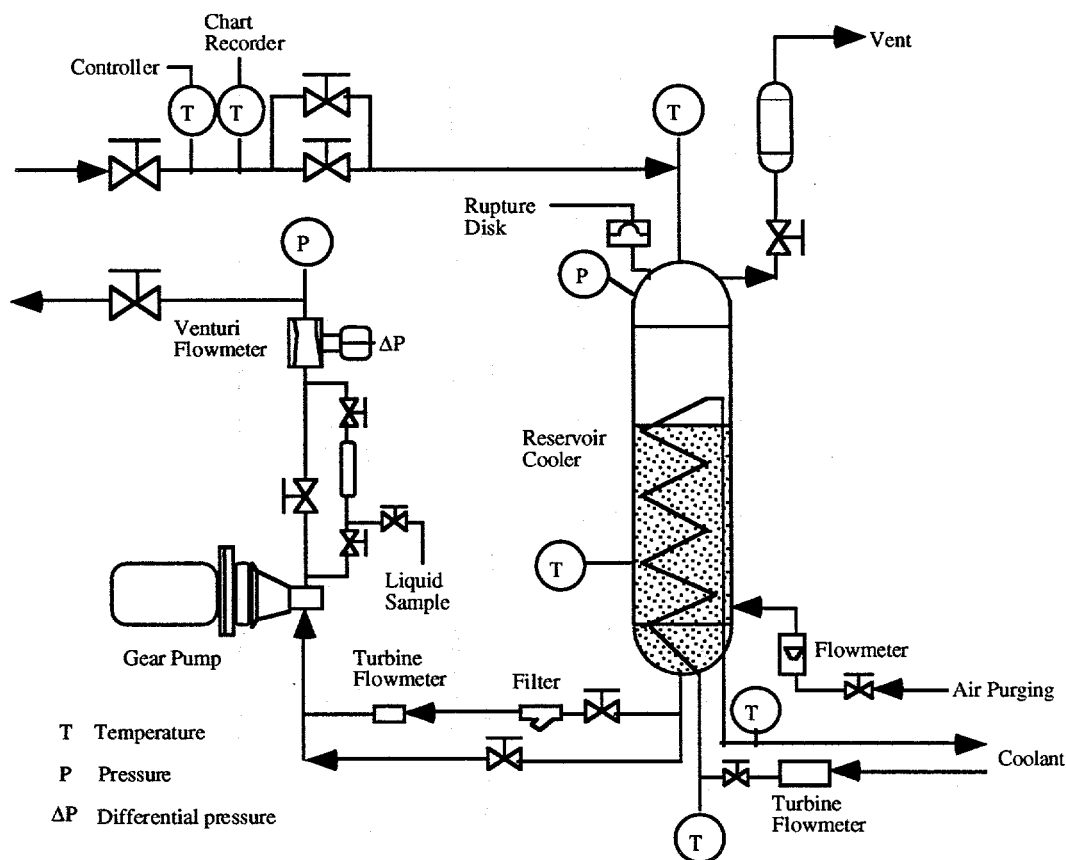 Chart
Recorder
Controller
Vent
T
T
T
Rupture
Disk
P
P
Venturi
Flowmeter
ΔP
Reservoir
Cooler
T
Liquid
Sample
Gear Pump
Turbine
Flowmeter
Filter
Flowmeter
Air Purging
T
T Temperature
P Pressure
ΔP Differential pressure
Coolant
Turbine
Flowmeter
T